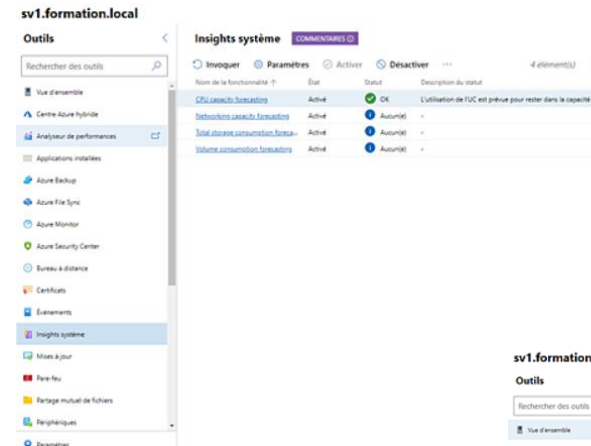 sv1.formation.local
Outils
Rechercher des outils
Vue d'ensemble
Centre Azure hybride
Analyseur de performances
Applications installées
Azure Backup
Azure File Sync
Azure Monitor
Azure Security Center
Bureau à distance
Certificats
Événements
Insights système
Mises à jour
Pare-feu
Partage mutuel de fichiers
Périphériques
Paramètres
Insights système COMMENTAIRES
Invoquer Paramètres Activer Désactiver ... 4 élément(s)
Nom de la fonctionnalité ↑ État Statut Description du statut
CPU capacity forecasting Activé OK L'utilisation de l'UC est prévue pour rester dans la capacité
Networking capacity forecasting Activé Aucun(e) -
Total storage consumption foreca... Activé Aucun(e) -
Volume consumption forecasting Activé Aucun(e) -
sv1.formation
Outils
Rechercher des outils
Vue d'ensemble